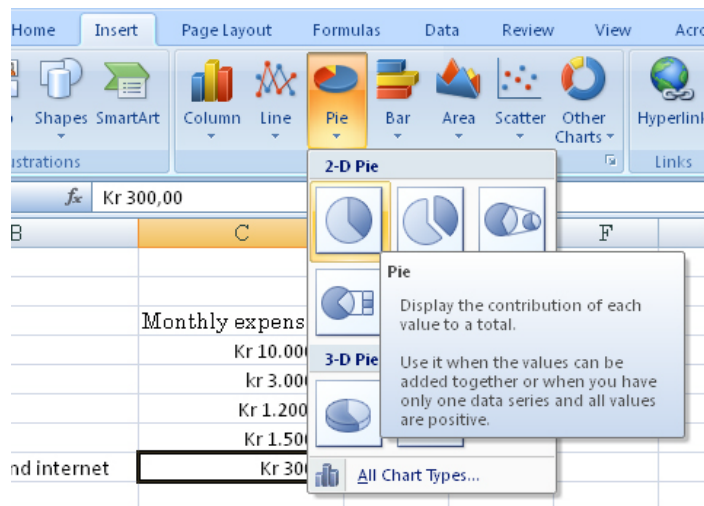 Home Insert Page Layout Formulas Data Review View Acro
Shapes SmartArt Column Line Pie Bar Area Scatter Other Charts Hyperlink
ustrations Links
2-D Pie
fx Kr 300,00
B C F
Pie
Display the contribution of each
value to a total.
Monthly expens
Kr 10.000
3-D Pie
Use it when the values can be
kr 3.000
added together or when you have
Kr 1.200
only one data series and all values
are positive.
Kr 1.500
nd internet Kr 300
All Chart Types...